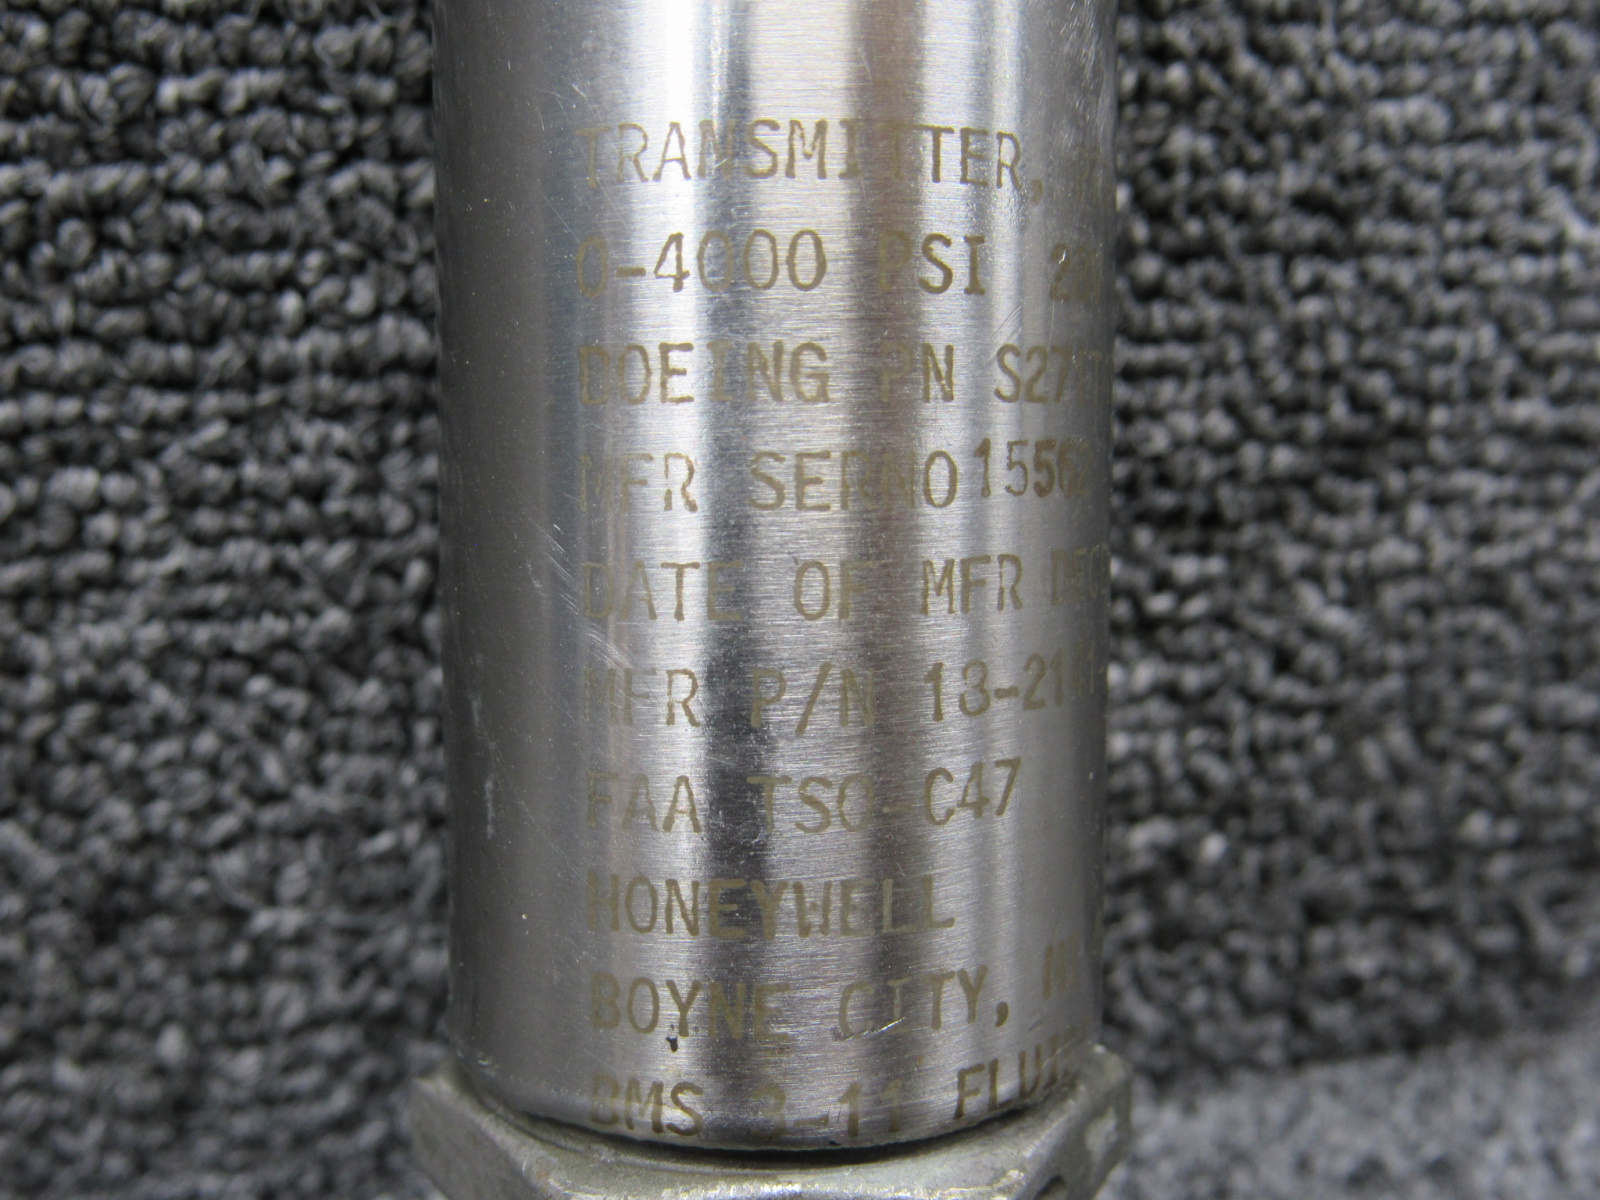 TRANSMITTER,
0-4000 PSI
BOEING PN
MFR SERNO
DATE OF MFR
MFR P/N
FAA TSO-C47
HONEYWELL
BOYNE CITY,
BMS 3-11 FLUID